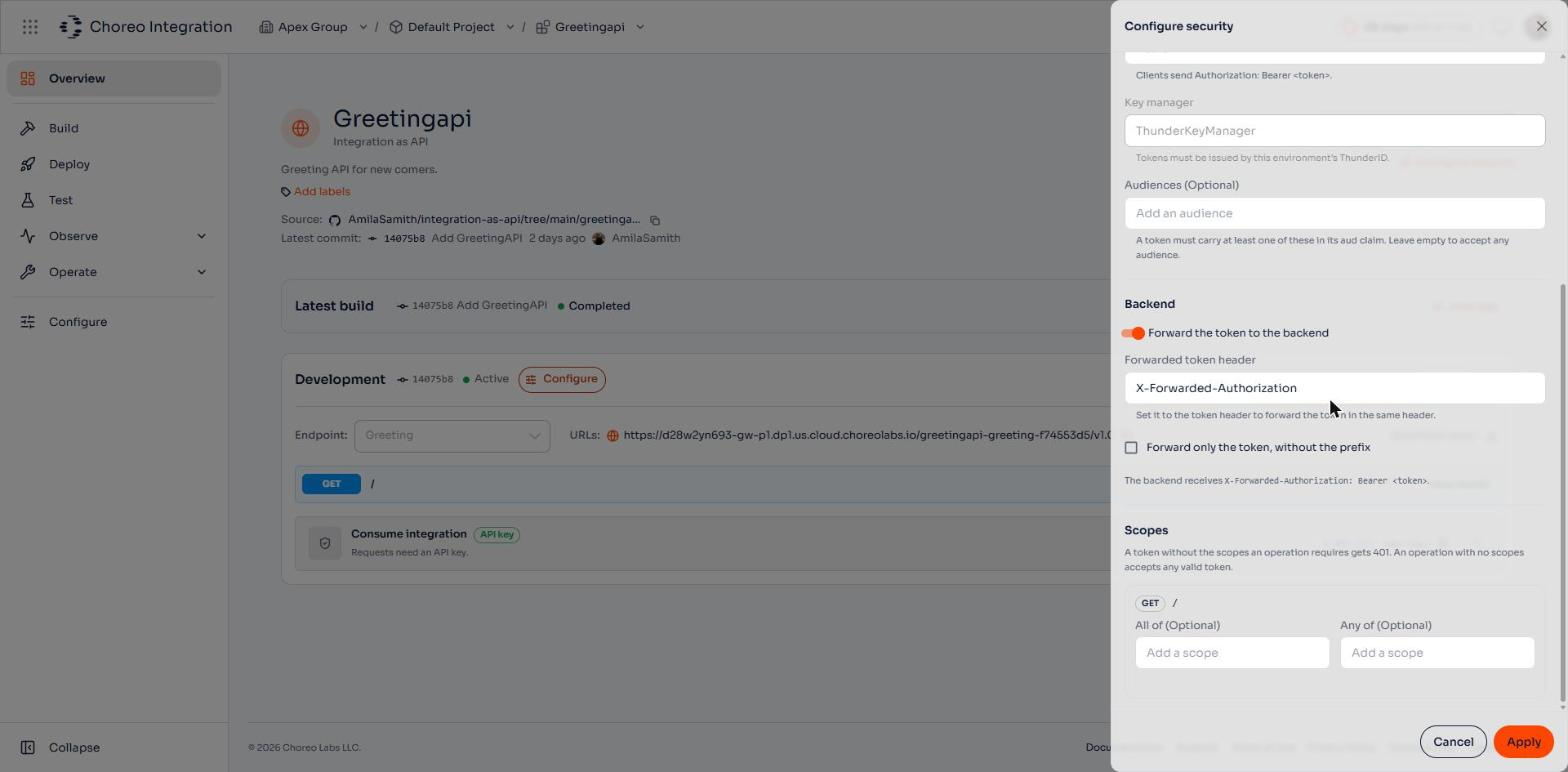 Choreo Integration
Apex Group /
Default Project /
Greetingapi
Overview
Build
Deploy
Test
Observe
Operate
Configure
Collapse
Greetingapi
Integration as API
Greeting API for new comers.
Add labels
Source: AmilaSamith/integration-as-api/tree/main/greetinga...
Latest commit: 14075b8 Add GreetingAPI 2 days ago AmilaSamith
Latest build 14075b8 Add GreetingAPI Completed
Development 14075b8 Active Configure
Endpoint: Greeting URLs: https://d28w2yn693-gw-p1.dp1.us.cloud.choreolabs.io/greetingapi-greeting-f74553d5/v1.0
GET /
Consume integration API key
Requests need an API key.
© 2026 Choreo Labs LLC.
Configure security
Clients send Authorization: Bearer <token>.
Key manager
ThunderKeyManager
Tokens must be issued by this environment's ThunderID.
Audiences (Optional)
Add an audience
A token must carry at least one of these in its aud claim. Leave empty to accept any
audience.
Backend
Forward the token to the backend
Forwarded token header
X-Forwarded-Authorization
Set it to the token header to forward the token in the same header.
Forward only the token, without the prefix
The backend receives X-Forwarded-Authorization: Bearer <token>.
Scopes
A token without the scopes an operation requires gets 401. An operation with no scopes
accepts any valid token.
GET /
All of (Optional) Any of (Optional)
Add a scope Add a scope
Cancel Apply